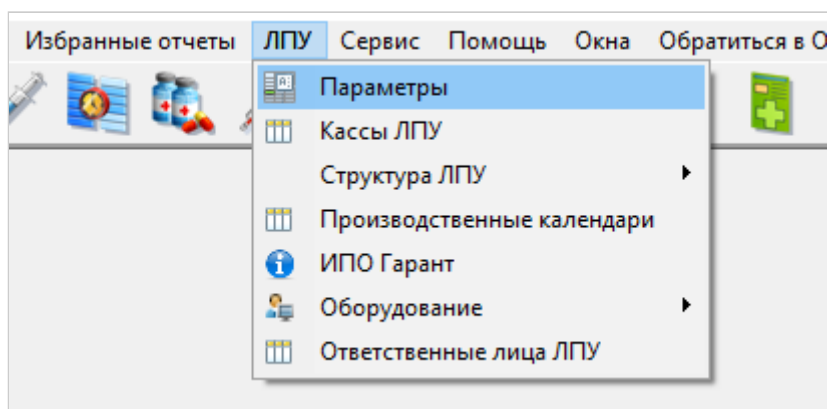 Избранные отчеты ЛПУ Сервис Помощь Окна Обратиться в
Параметры
Кассы ЛПУ
Структура ЛПУ
Производственные календари
ИПО Гарант
Оборудование
Ответственные лица ЛПУ